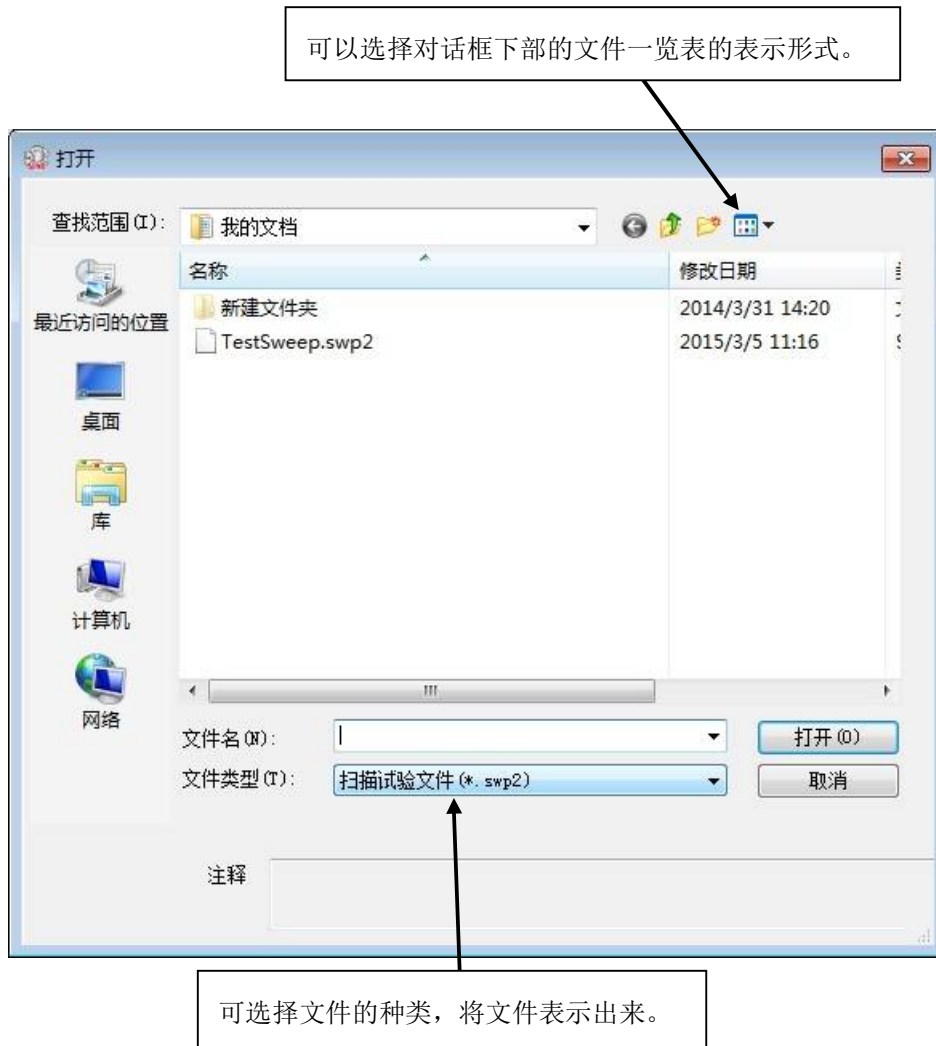 可以选择对话框下部的文件一览表的表示形式。
打开
查找范围(I):
我的文档
名称
修改日期
新建文件夹
2014/3/31 14:20
TestSweep.swp2
2015/3/5 11:16
最近访问的位置
桌面
库
计算机
网络
文件名(N):
打开(O)
文件类型(T):
扫描试验文件(*.swp2)
取消
注释
可选择文件的种类，将文件表示出来。